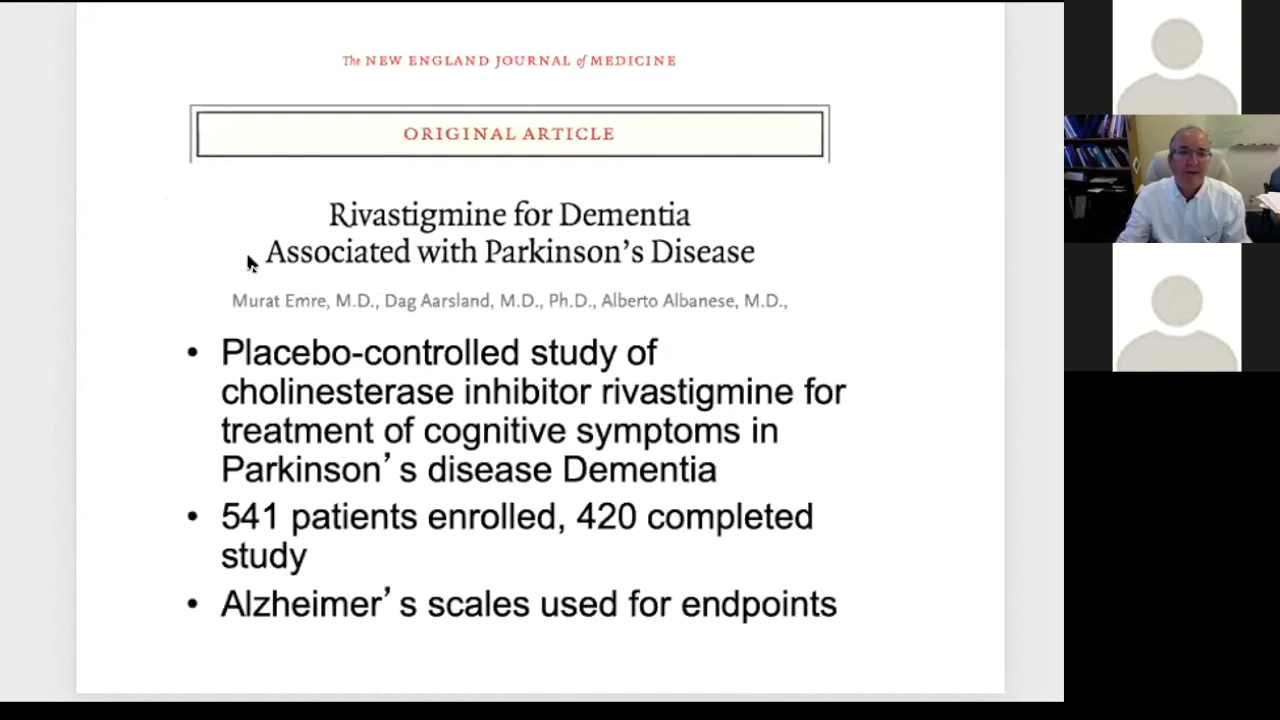 The NEW ENGLAND JOURNAL of MEDICINE
ORIGINAL ARTICLE
Rivastigmine for Dementia
Associated with Parkinson’s Disease
Murat Emre, M.D., Dag Aarsland, M.D., Ph.D., Alberto Albanese, M.D.,
• Placebo-controlled study of
cholinesterase inhibitor rivastigmine for
treatment of cognitive symptoms in
Parkinson’s disease Dementia
• 541 patients enrolled, 420 completed
study
• Alzheimer’s scales used for endpoints